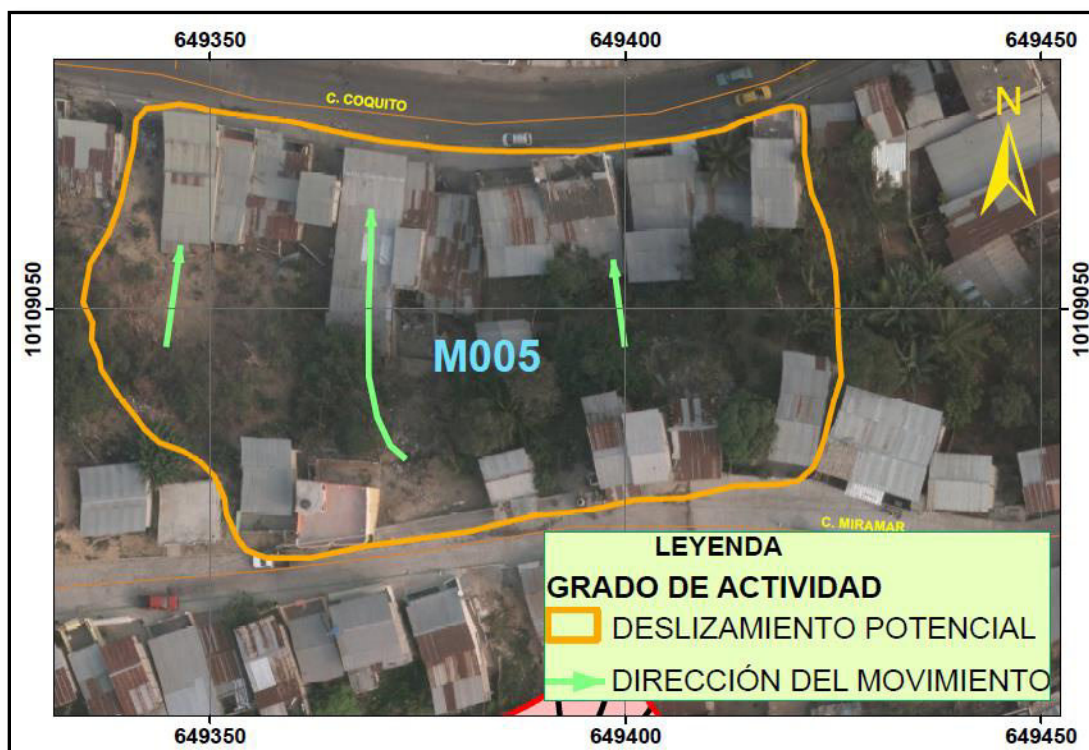 649350
649400
649450
C. COQUITO
N
10109050
10109050
M005
C. MIRAMAR
LEYENDA
GRADO DE ACTIVIDAD
DESLIZAMIENTO POTENCIAL
DIRECCIÓN DEL MOVIMIENTO
649350
649400
649450